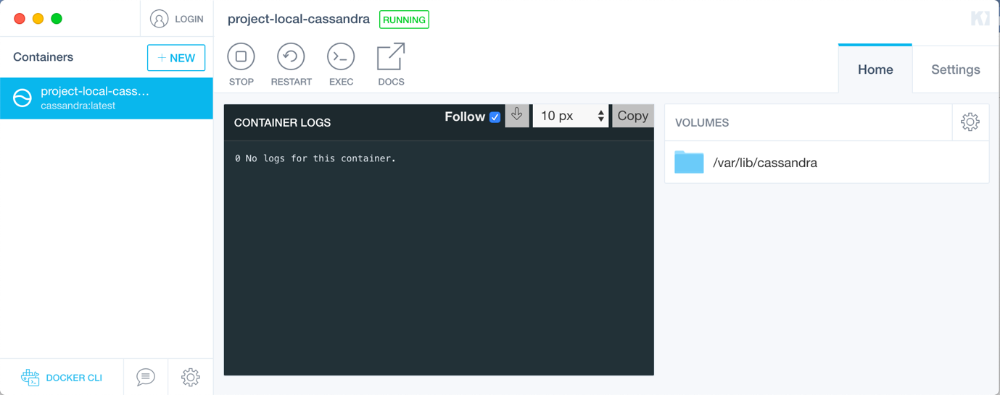 LOGIN
project-local-cassandra RUNNING
Containers
+ NEW
STOP RESTART EXEC DOCS
Home Settings
project-local-cass...
cassandra:latest
CONTAINER LOGS Follow 10 px Copy
VOLUMES
0 No logs for this container.
/var/lib/cassandra
DOCKER CLI